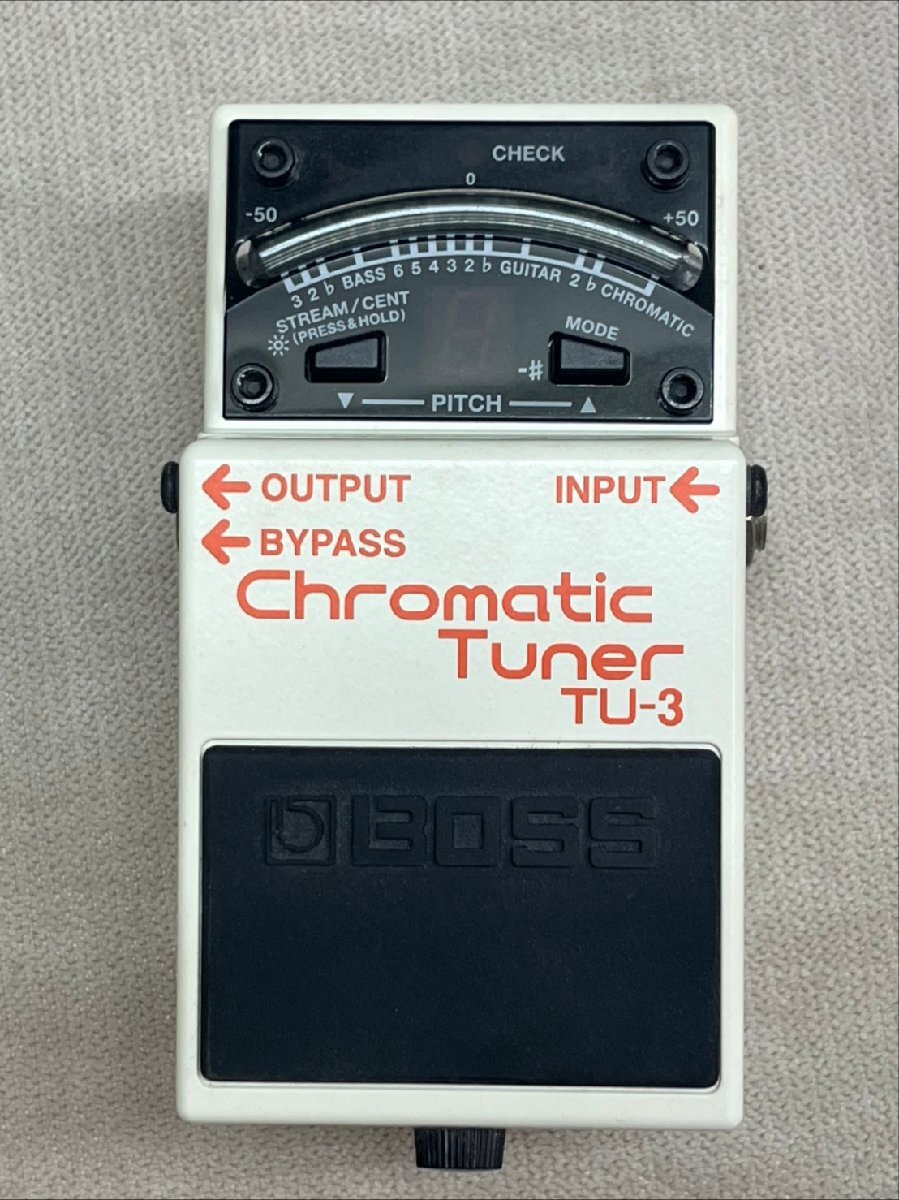 CHECK
0
-50 +50
3 2 ♭ BASS 6 5 4 3 2 ♭ GUITAR 2 ♭ CHROMATIC
STREAM/CENT
(PRESS&HOLD)
MODE
-#
▼ PITCH ▲
← OUTPUT INPUT ←
← BYPASS
Chromatic
Tuner
TU-3
BOSS